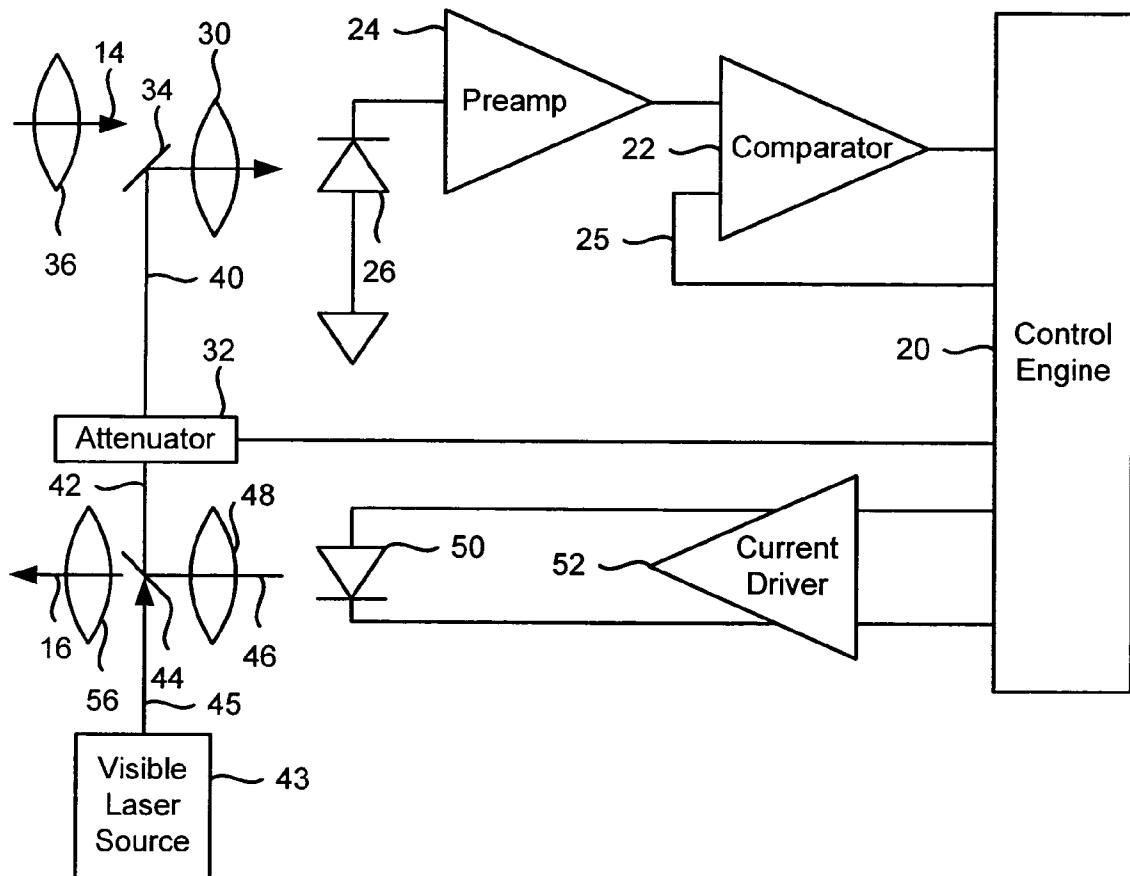 24
30
14
34
Preamp
22
Comparator
25
36
40
26
20
Control
Engine
32
Attenuator
42
48
50
52
Current
Driver
16
44
46
56
45
Visible
Laser
Source
43